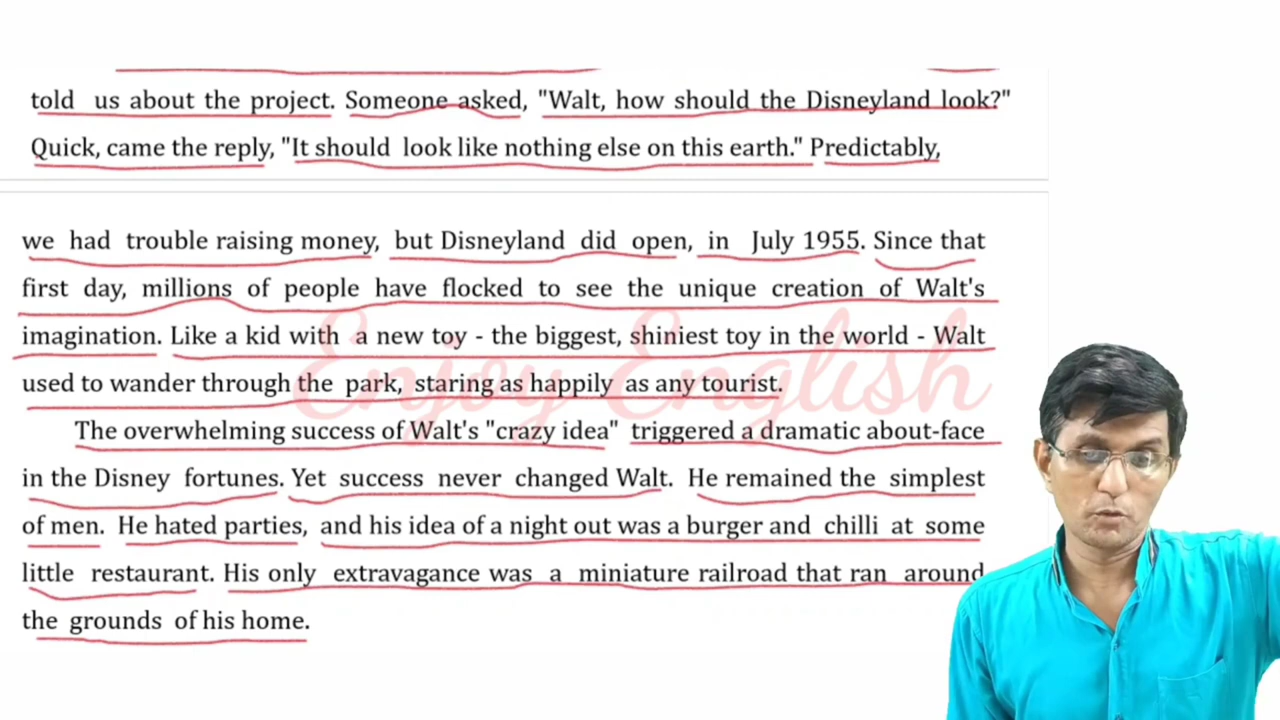 told us about the project. Someone asked, "Walt, how should the Disneyland look?"
Quick, came the reply, "It should look like nothing else on this earth." Predictably,
we had trouble raising money, but Disneyland did open, in July 1955. Since that
first day, millions of people have flocked to see the unique creation of Walt's
imagination. Like a kid with a new toy - the biggest, shiniest toy in the world - Walt
used to wander through the park, staring as happily as any tourist.
The overwhelming success of Walt's "crazy idea" triggered a dramatic about-face
in the Disney fortunes. Yet success never changed Walt. He remained the simplest
of men. He hated parties, and his idea of a night out was a burger and chilli at some
little restaurant. His only extravagance was a miniature railroad that ran around
the grounds of his home.
Enjoy English